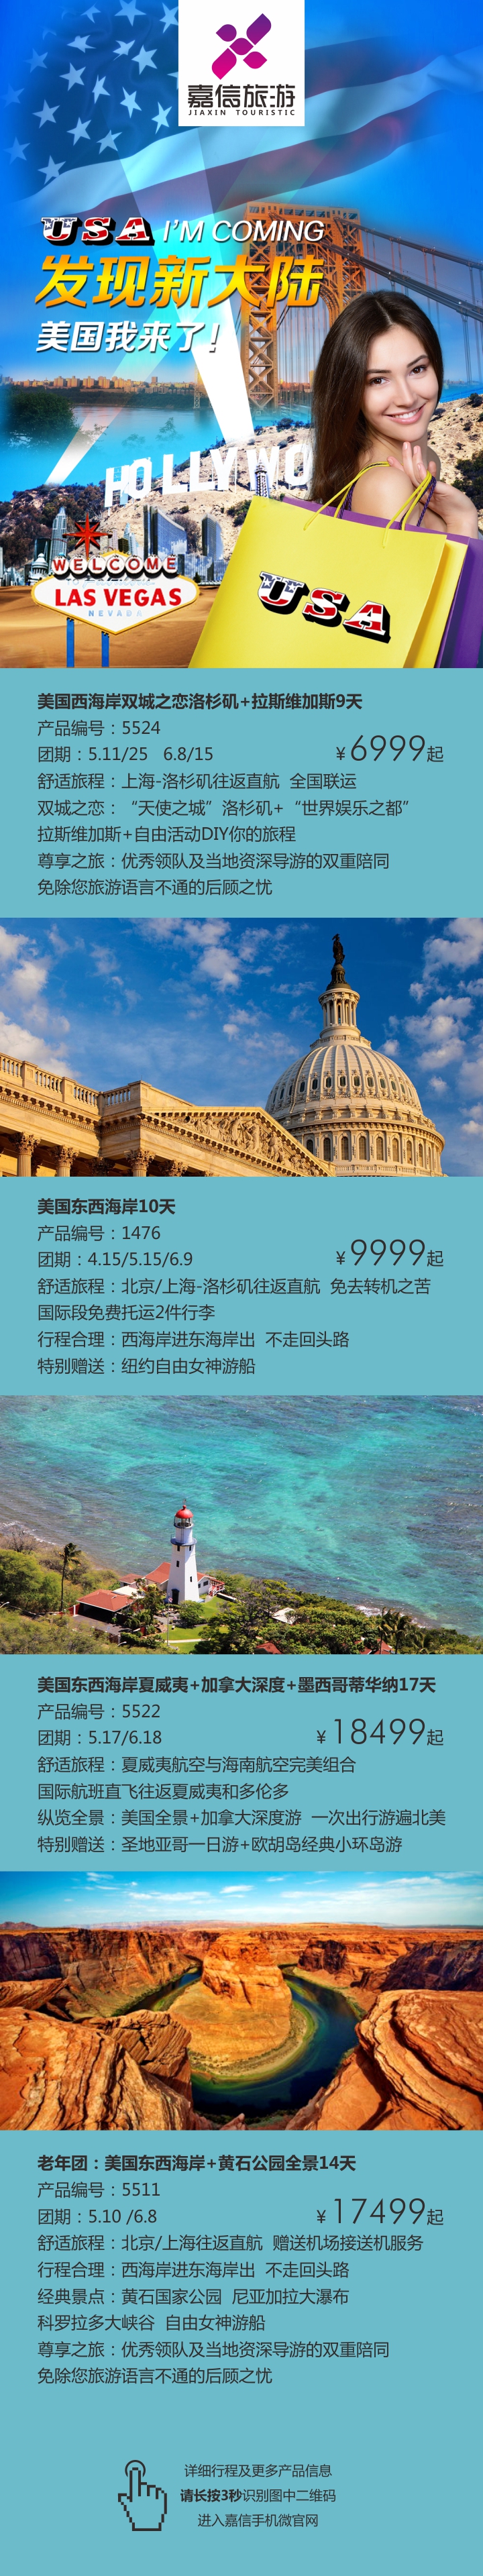 嘉信旅游
JIAXIN TOURISTIC
USA I'M COMING
发现新大陆
美国我来了!
HOLLYWO
WELCOME
LAS VEGAS
NEVADA
USA
美国西海岸双城之恋洛杉矶+拉斯维加斯9天
产品编号：5524
团期：5.11/25 6.8/15
¥6999起
舒适旅程：上海-洛杉矶往返直航 全国联运
双城之恋：“天使之城”洛杉矶+“世界娱乐之都”
拉斯维加斯+自由活动DIY你的旅程
尊享之旅：优秀领队及当地资深导游的双重陪同
免除您旅游语言不通的后顾之忧
美国东西海岸10天
产品编号：1476
团期：4.15/5.15/6.9
¥9999起
舒适旅程：北京/上海-洛杉矶往返直航 免去转机之苦
国际段免费托运2件行李
行程合理：西海岸进东海岸出 不走回头路
特别赠送：纽约自由女神游船
美国东西海岸夏威夷+加拿大深度+墨西哥蒂华纳17天
产品编号：5522
团期：5.17/6.18
¥18499起
舒适旅程：夏威夷航空与海南航空完美组合
国际航班直飞往返夏威夷和多伦多
纵览全景：美国全景+加拿大深度游 一次出行游遍北美
特别赠送：圣地亚哥一日游+欧胡岛经典小环岛游
老年团：美国东西海岸+黄石公园全景14天
产品编号：5511
团期：5.10 /6.8
¥17499起
舒适旅程：北京/上海往返直航 赠送机场接送机服务
行程合理：西海岸进东海岸出 不走回头路
经典景点：黄石国家公园 尼亚加拉大瀑布
科罗拉多大峡谷 自由女神游船
尊享之旅：优秀领队及当地资深导游的双重陪同
免除您旅游语言不通的后顾之忧
详细行程及更多产品信息
请长按3秒识别图中二维码
进入嘉信手机微官网